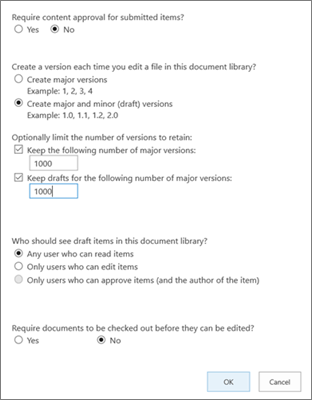 Require content approval for submitted items?
Yes No
Create a version each time you edit a file in this document library?
Create major versions
Example: 1, 2, 3, 4
Create major and minor (draft) versions
Example: 1.0, 1.1, 1.2, 2.0
Optionally limit the number of versions to retain:
Keep the following number of major versions:
1000
Keep drafts for the following number of major versions:
1000
Who should see draft items in this document library?
Any user who can read items
Only users who can edit items
Only users who can approve items (and the author of the item)
Require documents to be checked out before they can be edited?
Yes No
OK Cancel